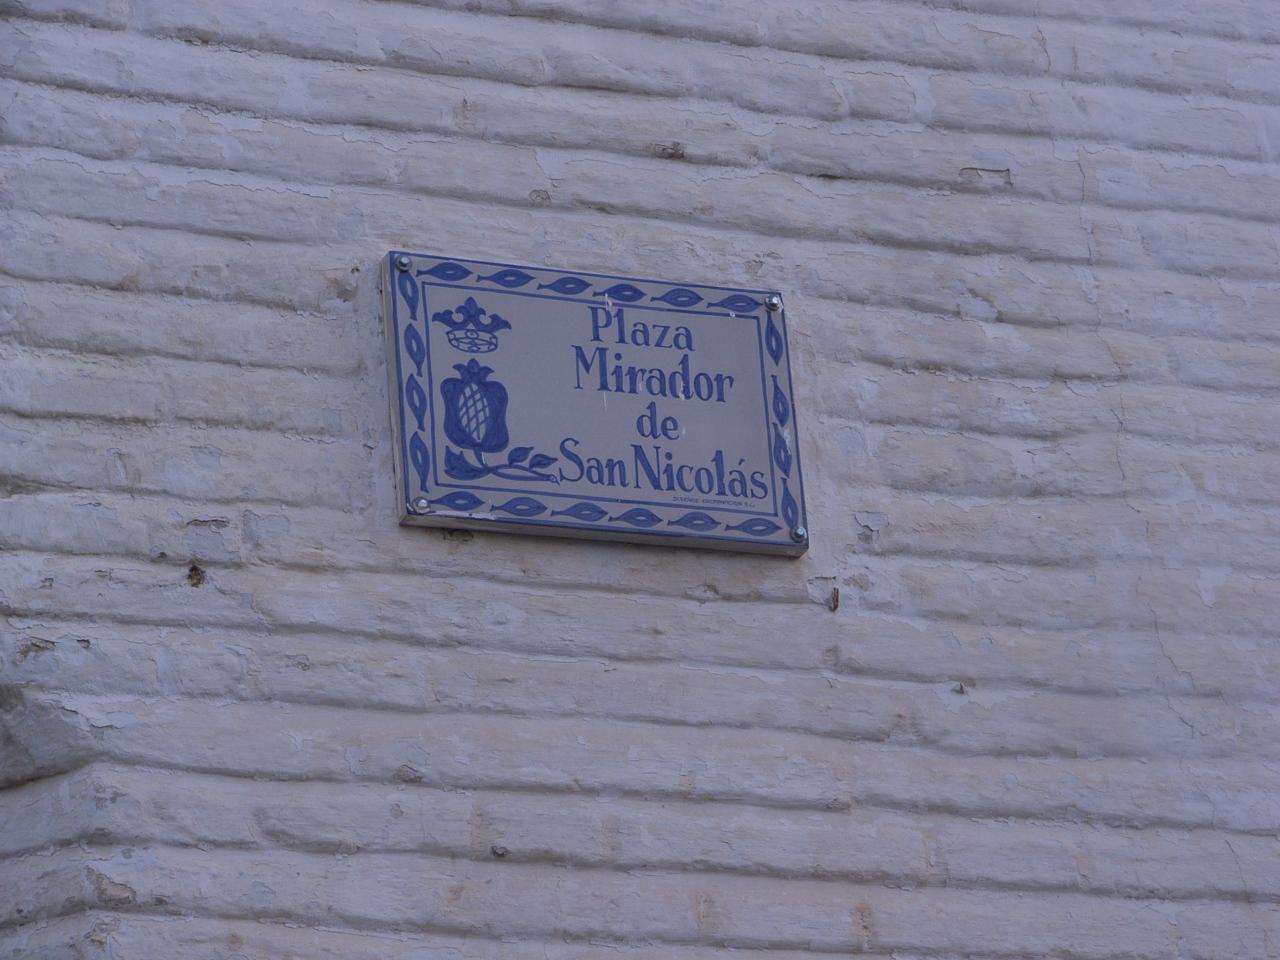 Plaza
Mirador
de
San Nicolás